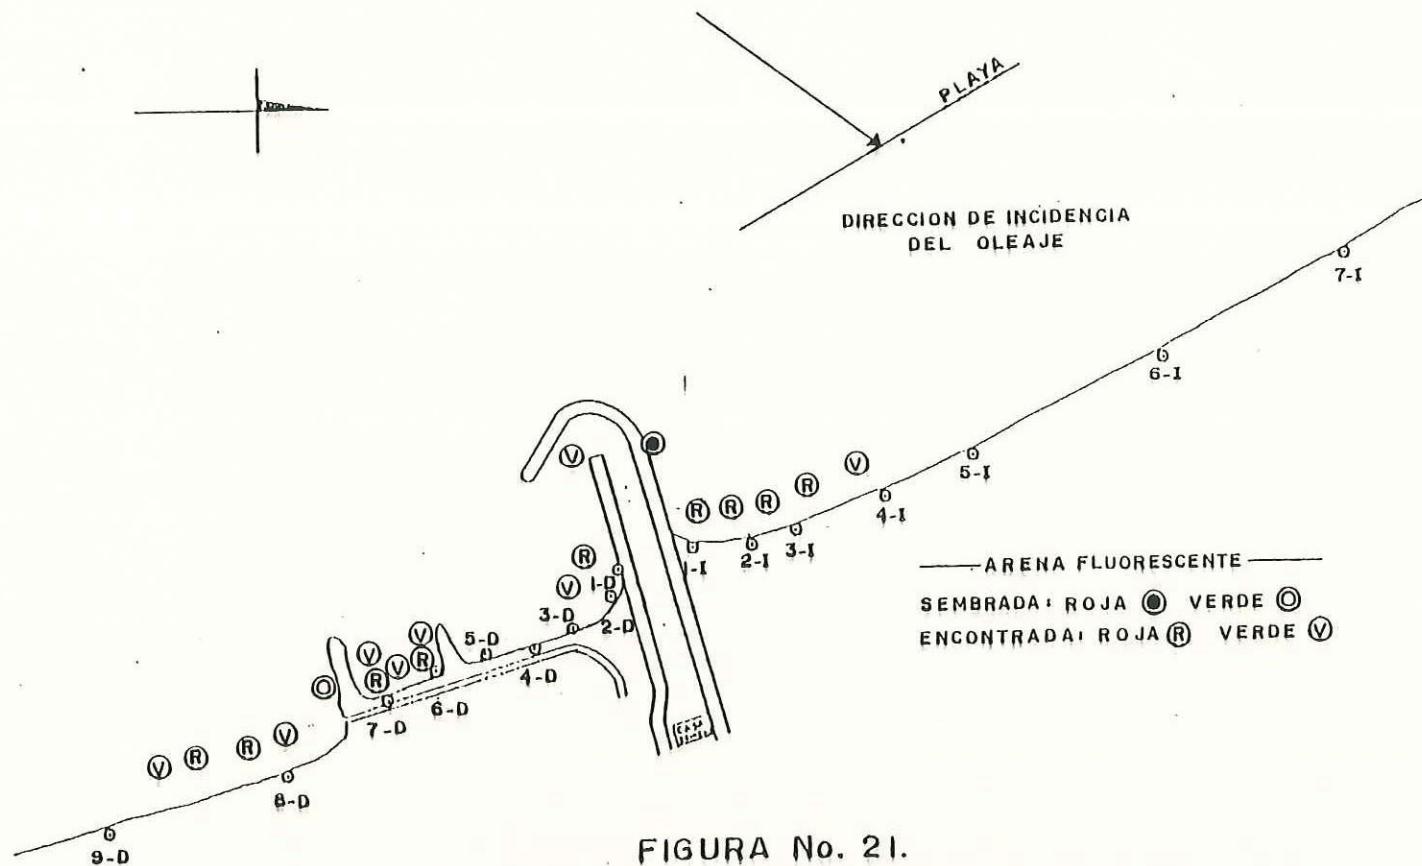 PLAYA
DIRECCION DE INCIDENCIA
DEL OLEAJE
7-I
6-I
5-I
4-I
3-I
2-I
1-I
V
R R R R V
R
V
1-D
2-D
3-D
4-D
5-D
6-D
7-D
V V
R V R
V R R V
8-D
9-D
CASA
ARENA FLUORESCENTE
SEMBRADA: ROJA VERDE
ENCONTRADA: ROJA R VERDE V
FIGURA No. 21.